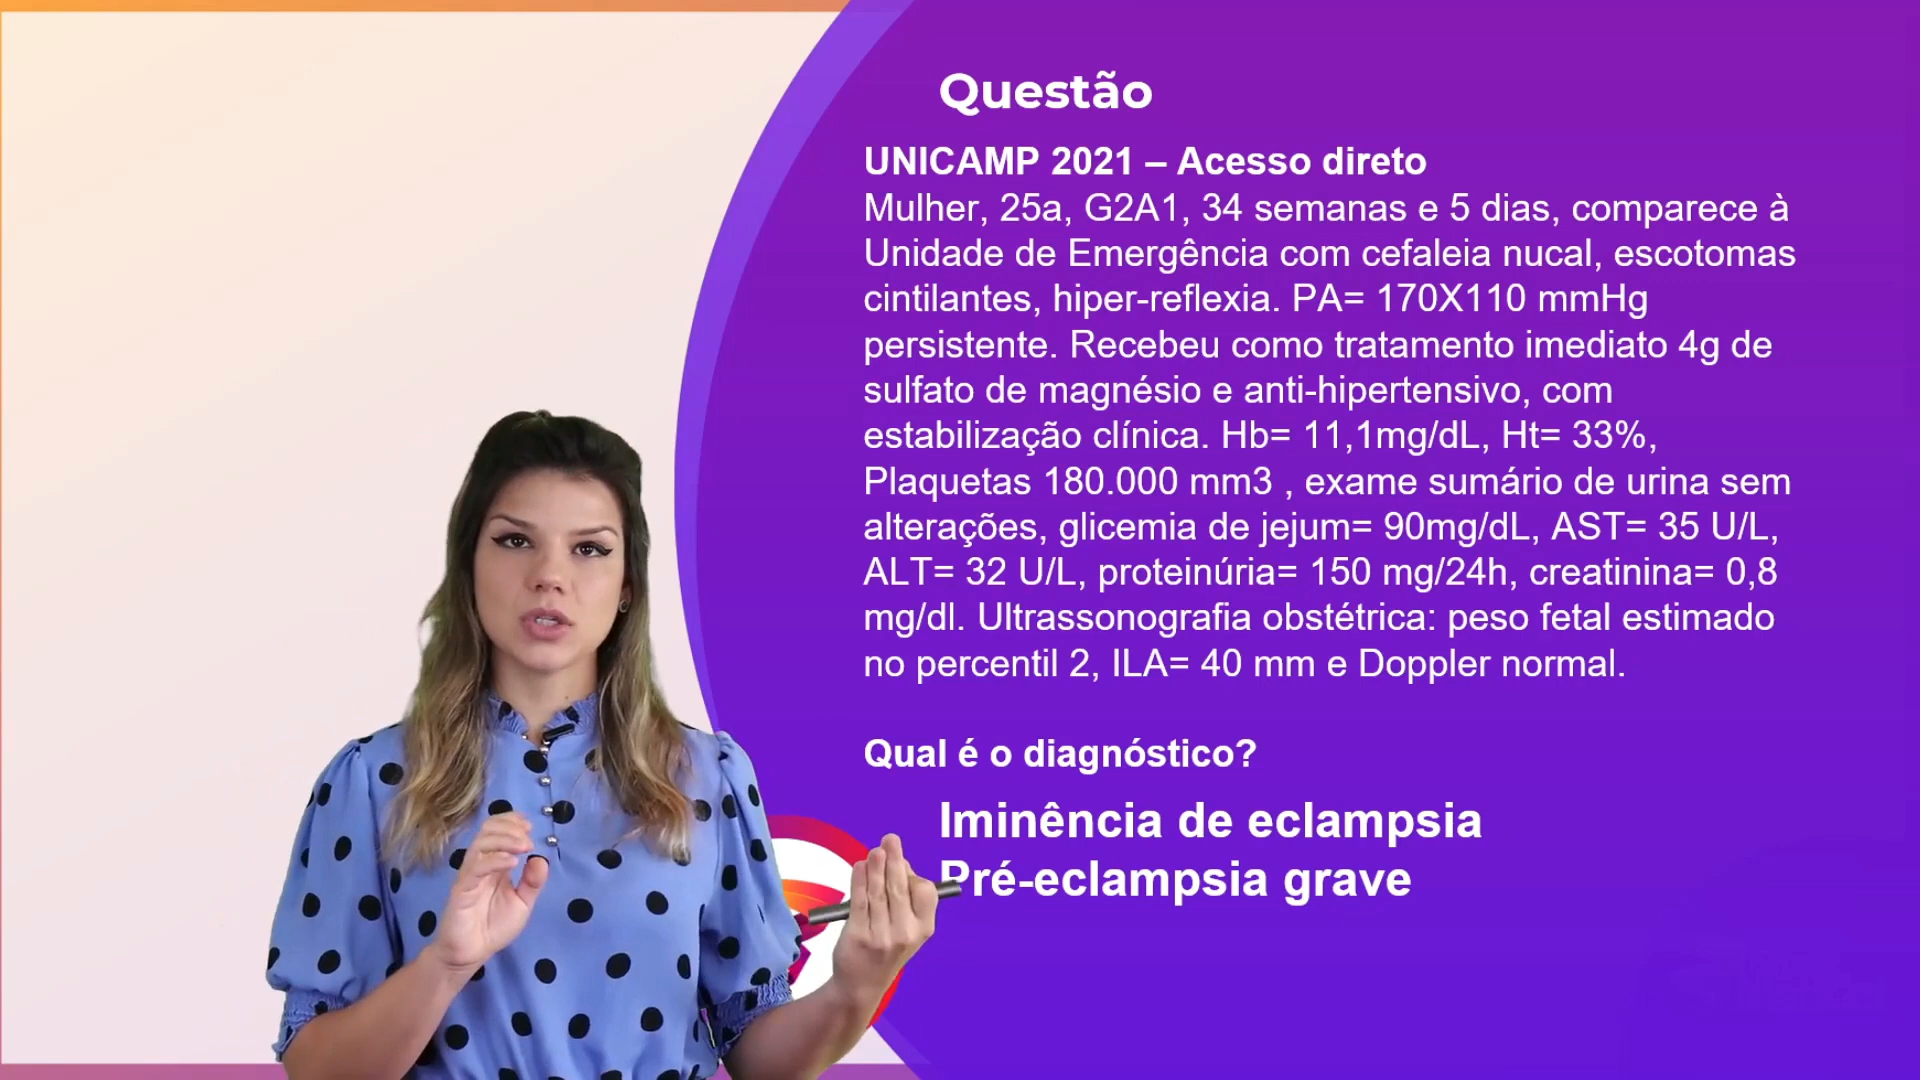 Questão
UNICAMP 2021 – Acesso direto
Mulher, 25a, G2A1, 34 semanas e 5 dias, comparece à
Unidade de Emergência com cefaleia nucal, escotomas
cintilantes, hiper-reflexia. PA= 170X110 mmHg
persistente. Recebeu como tratamento imediato 4g de
sulfato de magnésio e anti-hipertensivo, com
estabilização clínica. Hb= 11,1mg/dL, Ht= 33%,
Plaquetas 180.000 mm3 , exame sumário de urina sem
alterações, glicemia de jejum= 90mg/dL, AST= 35 U/L,
ALT= 32 U/L, proteinúria= 150 mg/24h, creatinina= 0,8
mg/dl. Ultrassonografia obstétrica: peso fetal estimado
no percentil 2, ILA= 40 mm e Doppler normal.
Qual é o diagnóstico?
Iminência de eclampsia
Pré-eclampsia grave